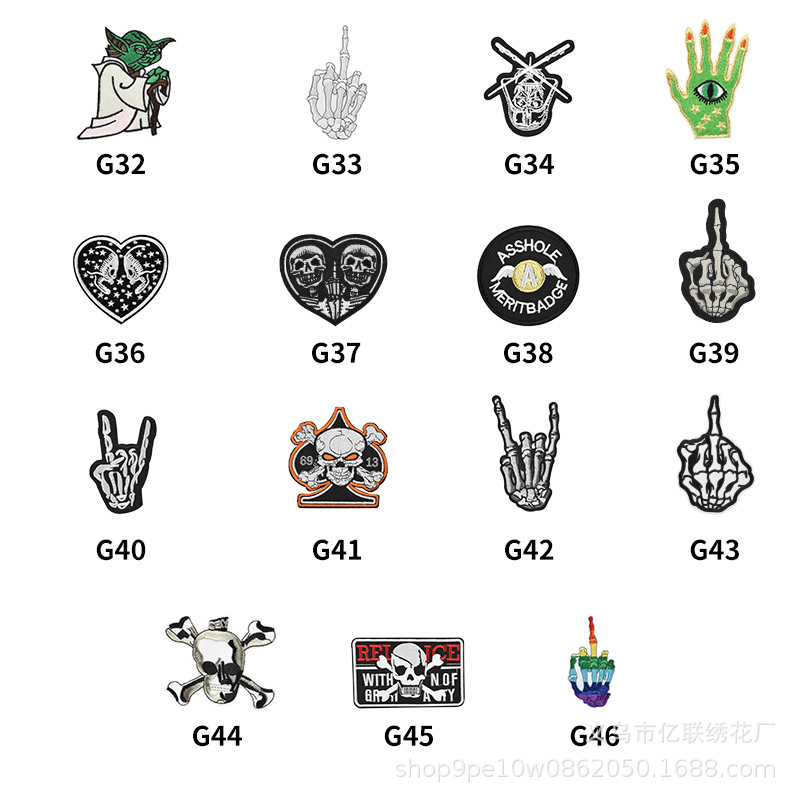 G32 G33 G34 G35
ASSHOLE
A
MERITBADGE
G36 G37 G38 G39
69 13
G40 G41 G42 G43
WITH N OF
G44 G45 G46
义乌市亿联绣花厂
shop9pe10w0862050.1688.com